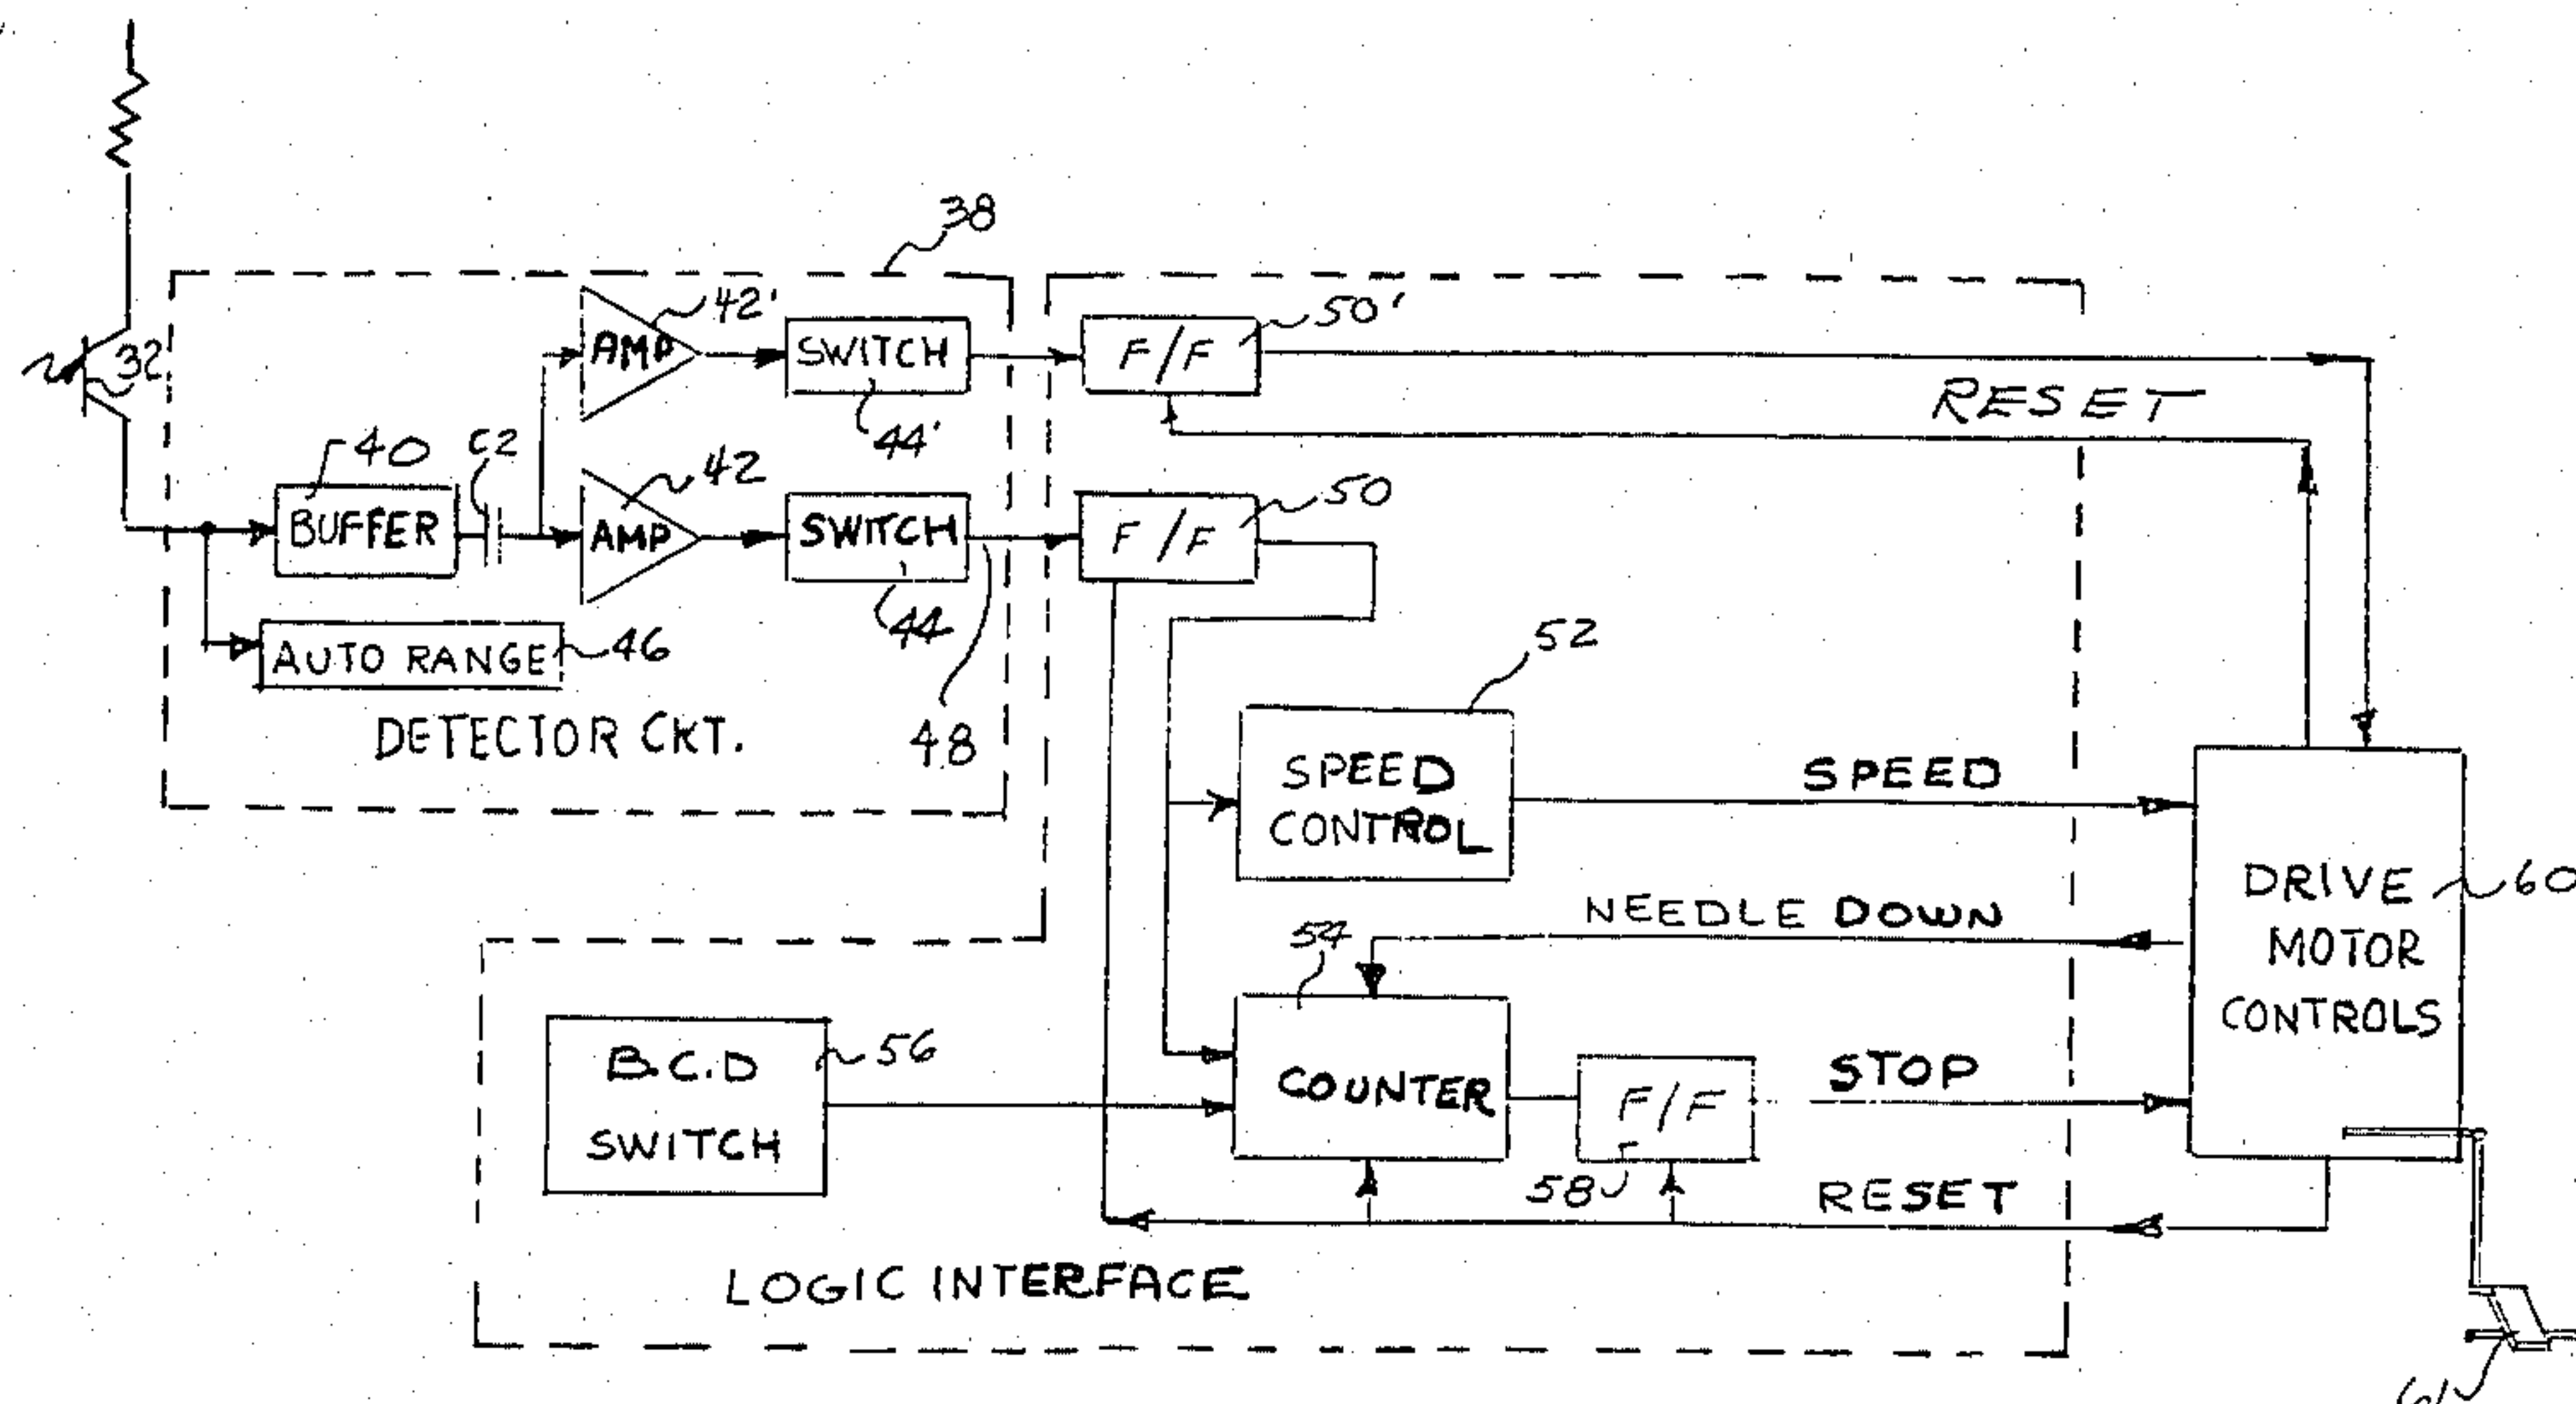 38
42'
50'
AMP
SWITCH
F/F
32
44'
RESET
40
C2
42
50
BUFFER
AMP
SWITCH
F/F
44
AUTO RANGE
46
52
DETECTOR CKT.
48
SPEED
CONTROL
SPEED
DRIVE
MOTOR
CONTROLS
60
NEEDLE DOWN
54
B.C.D
SWITCH
56
COUNTER
F/F
58
STOP
RESET
LOGIC INTERFACE
61